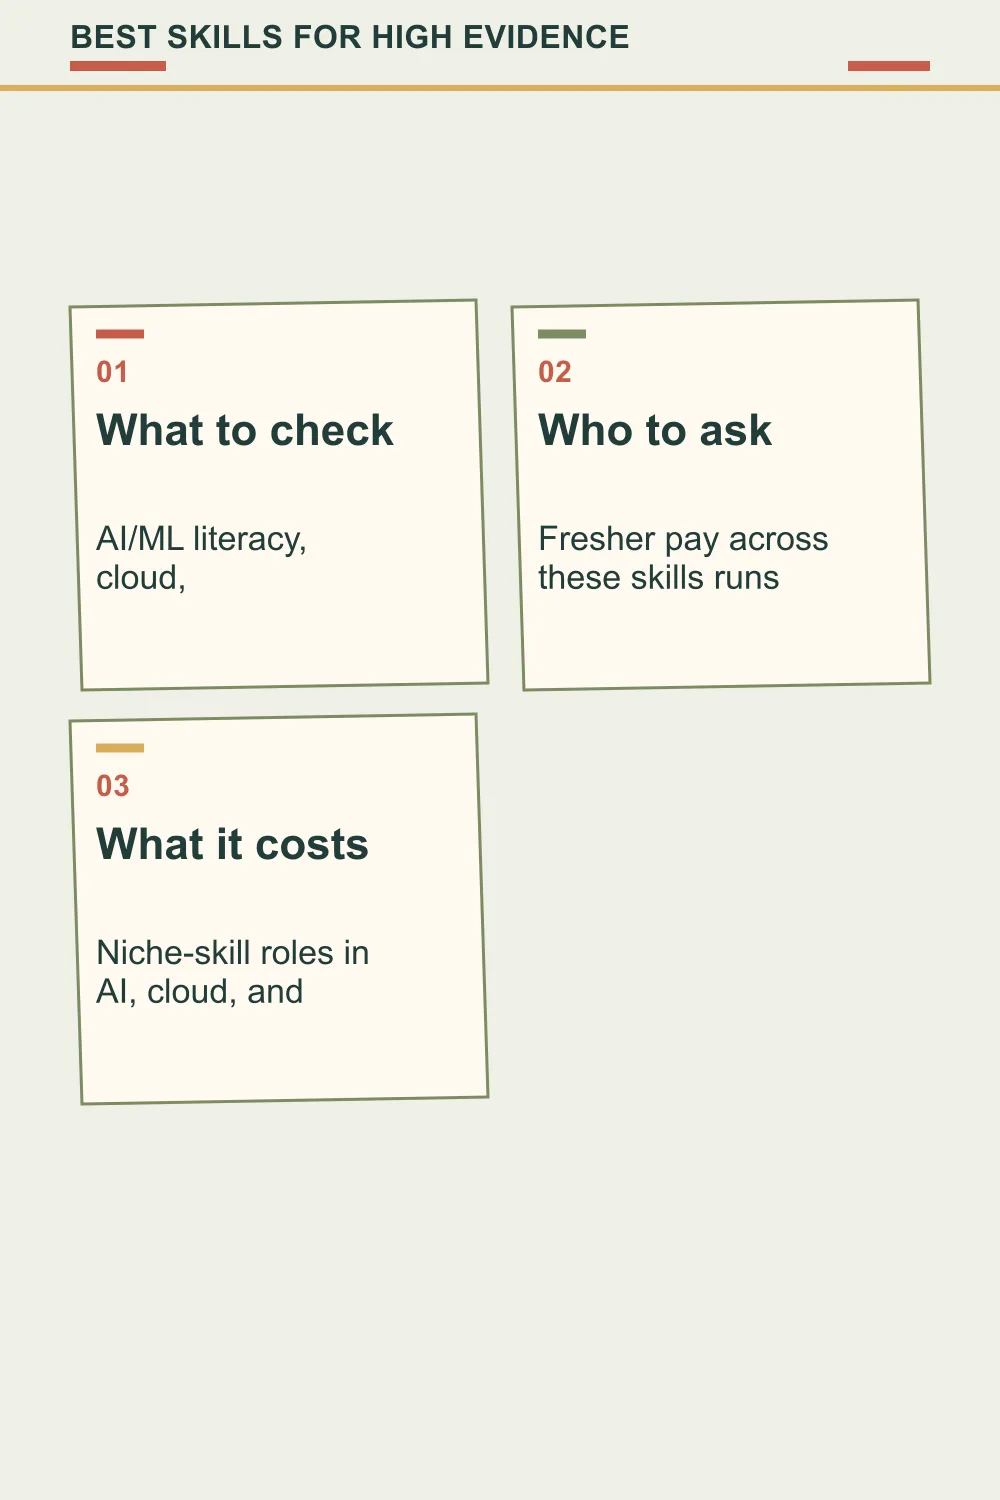 BEST SKILLS FOR HIGH EVIDENCE
01
What to check
AI/ML literacy,
cloud,
02
Who to ask
Fresher pay across
these skills runs
03
What it costs
Niche-skill roles in
AI, cloud, and